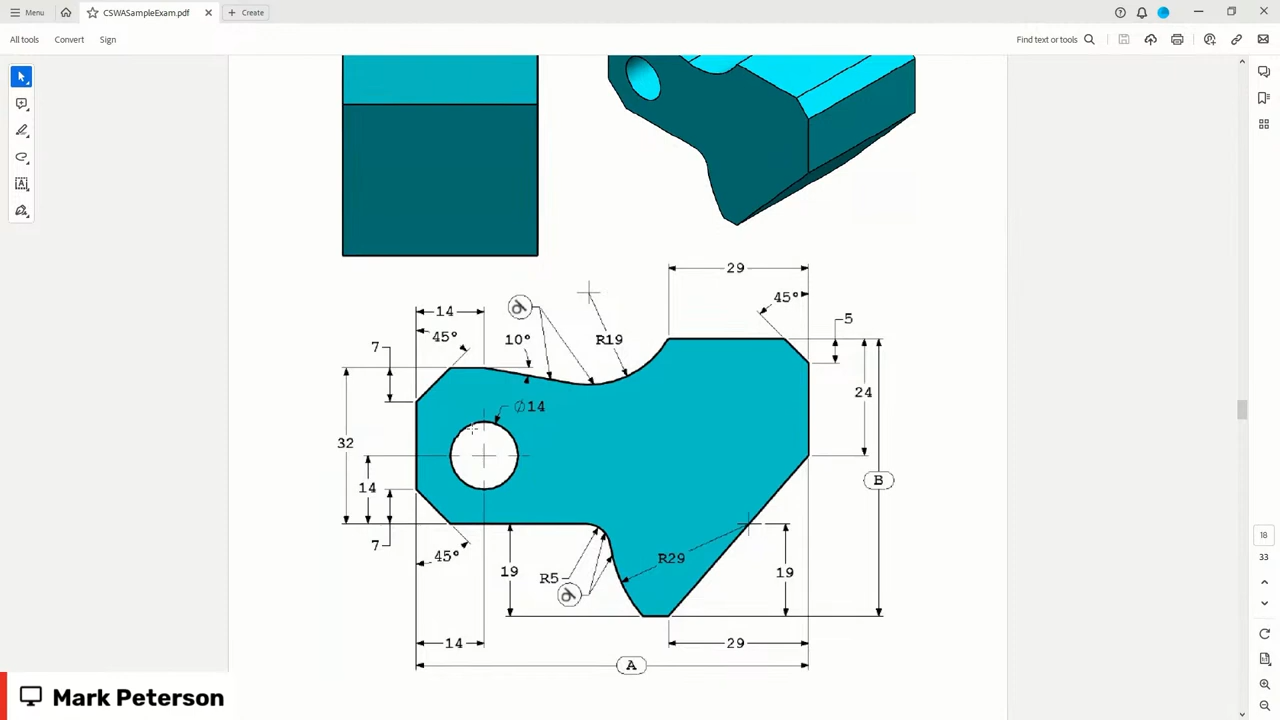 Menu
CSWASampleExam.pdf
Create
All tools
Convert
Sign
Find text or tools
29
45°
5
14
45°
10°
R19
7
Ø14
24
32
14
B
R29
7
45°
19
R5
19
14
29
A
18
33
Mark Peterson